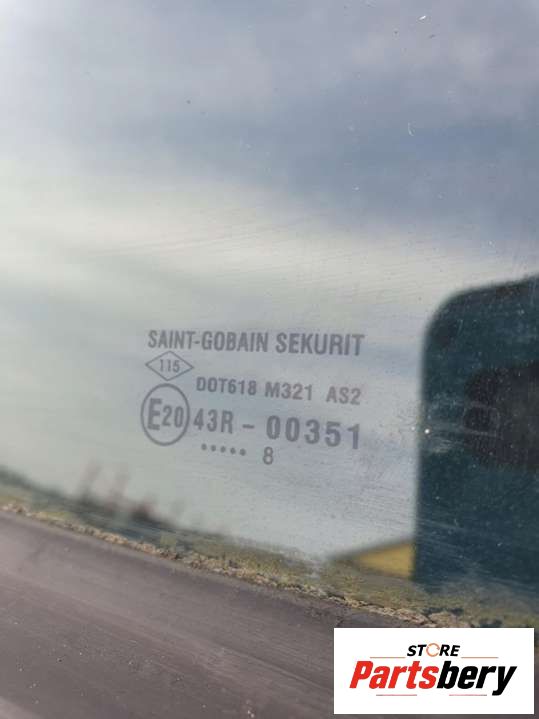 SAINT-GOBAIN SEKURIT
115
DOT618 M321 AS2
E20 43R - 00351
••••• 8
STORE
Partsbery